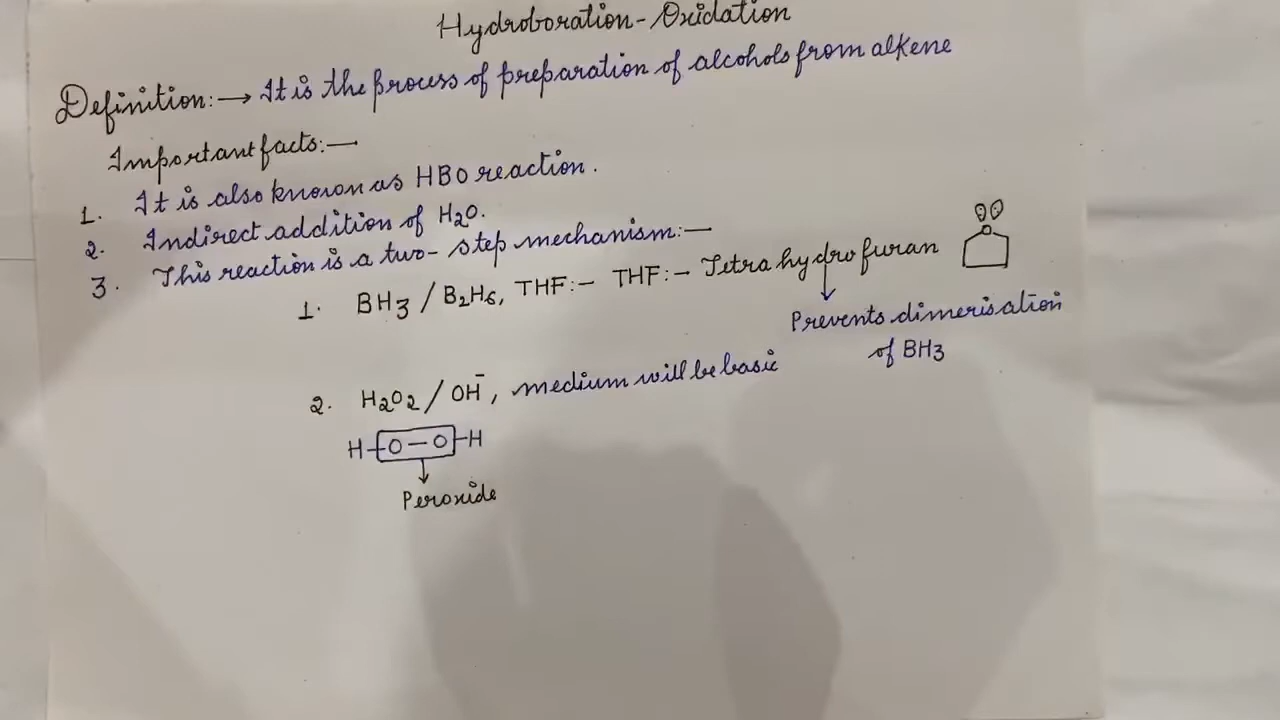 Hydroboration-Oxidation
Definition:→ It is the process of preparation of alcohols from alkene
Important facts:—
1. It is also known as HBO reaction.
2. Indirect addition of H₂O.
3. This reaction is a two-step mechanism:—
1. BH₃ / B₂H₆, THF:- THF:- Tetra hydro furan
O
Prevents dimerisation
of BH₃
2. H₂O₂ / OH⁻, medium will be basic
H-O-O-H
Peroxide